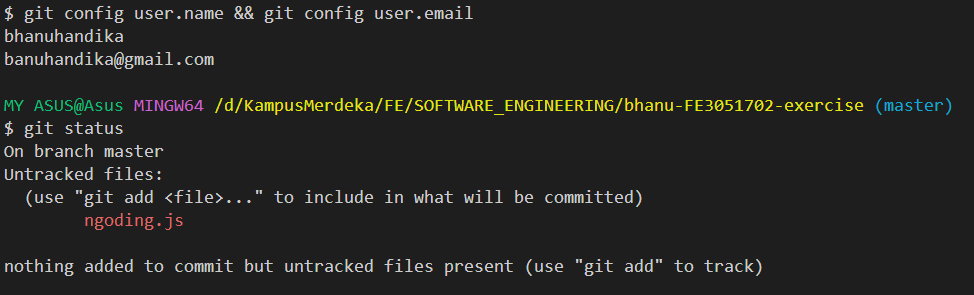 $ git config user.name && git config user.email
bhanuhandika
banuhandika@gmail.com
MY ASUS@Asus MINGW64 /d/KampusMerdeka/FE/SOFTWARE_ENGINEERING/bhanu-FE3051702-exercise (master)
$ git status
On branch master
Untracked files:
(use "git add <file>..." to include in what will be committed)
ngoding.js
nothing added to commit but untracked files present (use "git add" to track)